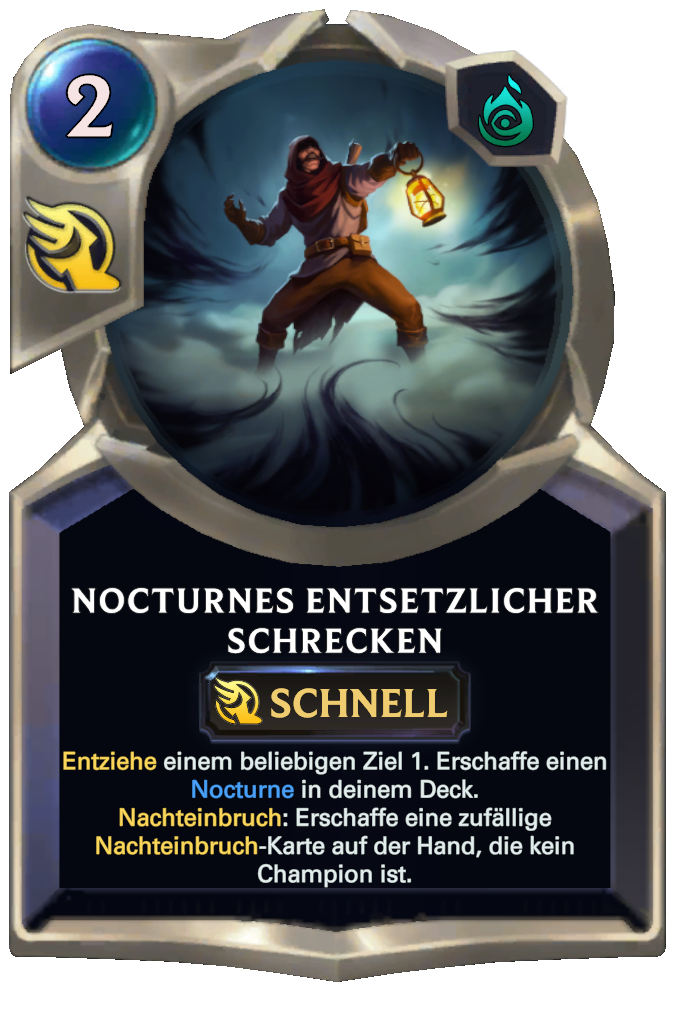 2
NOCTURNES ENTSETZLICHER
SCHRECKEN
SCHNELL
Entziehe einem beliebigen Ziel 1. Erschaffe einen
Nocturne in deinem Deck.
Nachteinbruch: Erschaffe eine zufällige
Nachteinbruch-Karte auf der Hand, die kein
Champion ist.